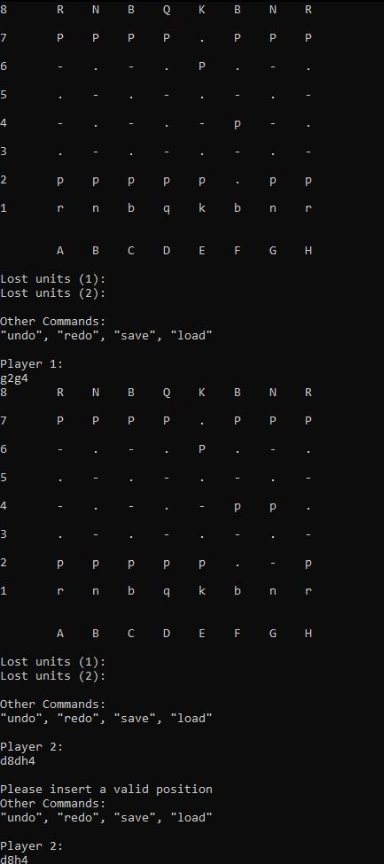 8 R N B Q K B N R
7 P P P P . P P P
6 - . - . P . - .
5 . - . - . - . -
4 - . - . - p - .
3 . - . - . - . -
2 p p p p p . p p
1 r n b q k b n r
A B C D E F G H
Lost units (1):
Lost units (2):
Other Commands:
"undo", "redo", "save", "load"
Player 1:
g2g4
8 R N B Q K B N R
7 P P P P . P P P
6 - . - . P . - .
5 . - . - . - . -
4 - . - . - p p .
3 . - . - . - . -
2 p p p p p . - p
1 r n b q k b n r
A B C D E F G H
Lost units (1):
Lost units (2):
Other Commands:
"undo", "redo", "save", "load"
Player 2:
d8dh4
Please insert a valid position
Other Commands:
"undo", "redo", "save", "load"
Player 2:
d8h4